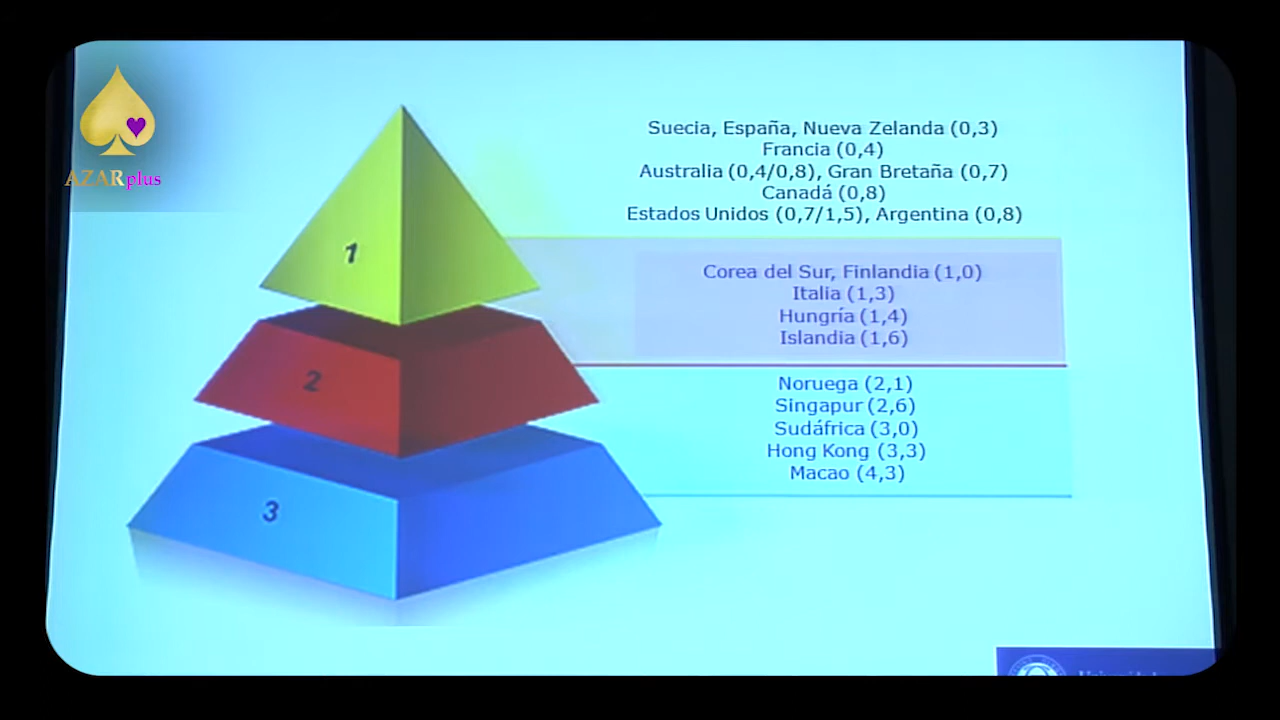 AZARplus
Suecia, España, Nueva Zelanda (0,3)
Francia (0,4)
Australia (0,4/0,8), Gran Bretaña (0,7)
Canadá (0,8)
Estados Unidos (0,7/1,5), Argentina (0,8)
1
Corea del Sur, Finlandia (1,0)
Italia (1,3)
Hungría (1,4)
Islandia (1,6)
2
Noruega (2,1)
Singapur (2,6)
Sudáfrica (3,0)
Hong Kong (3,3)
Macao (4,3)
3